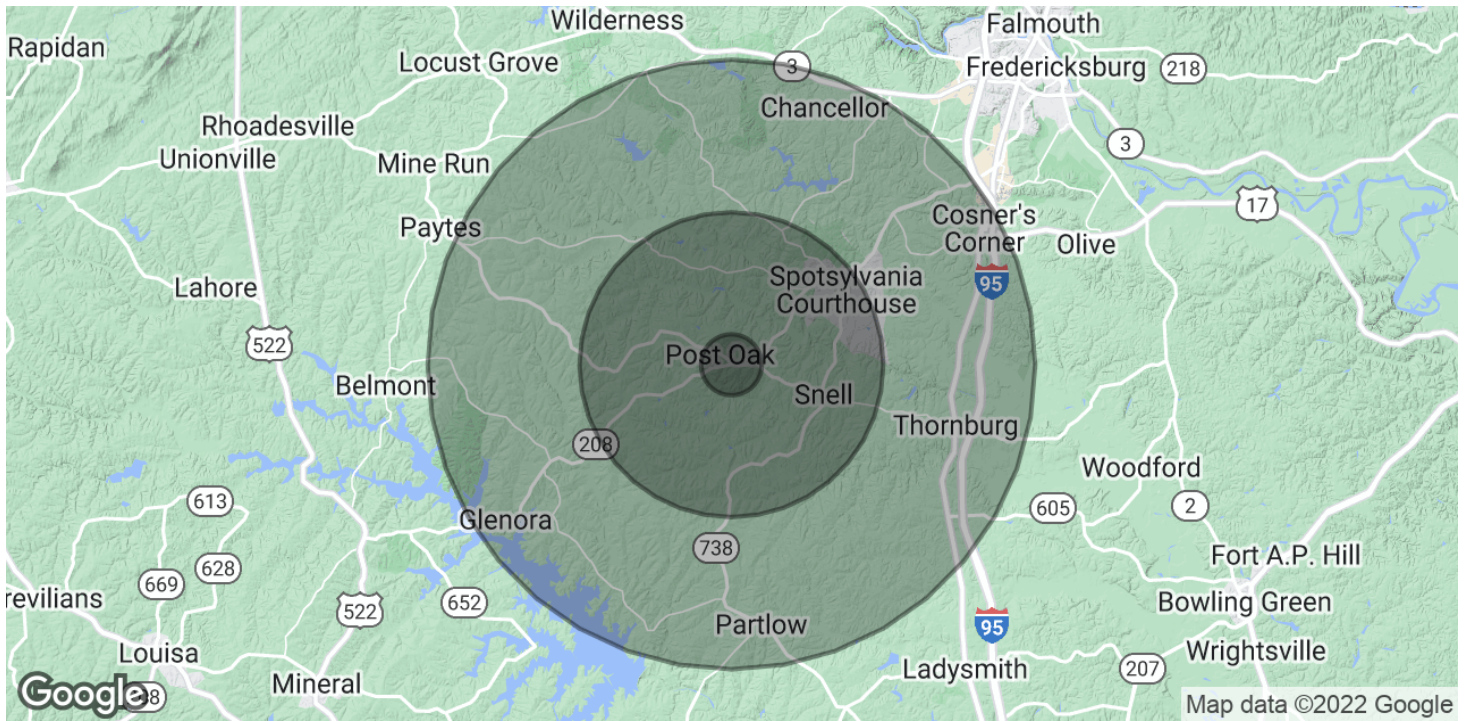 Wilderness
Falmouth
Rapidan
Locust Grove
3
Fredericksburg
218
Chancellor
Rhoadesville
3
Unionville
Mine Run
17
Paytes
Cosner's
Corner
Olive
Spotsylvania
Courthouse
95
Lahore
522
Post Oak
Belmont
Snell
Thornburg
208
Woodford
613
605
2
Glenora
738
628
669
Fort A.P. Hill
revilians
652
522
Bowling Green
Partlow
95
Louisa
Wrightsville
Ladysmith
207
Mineral
Google
Map data ©2022 Google